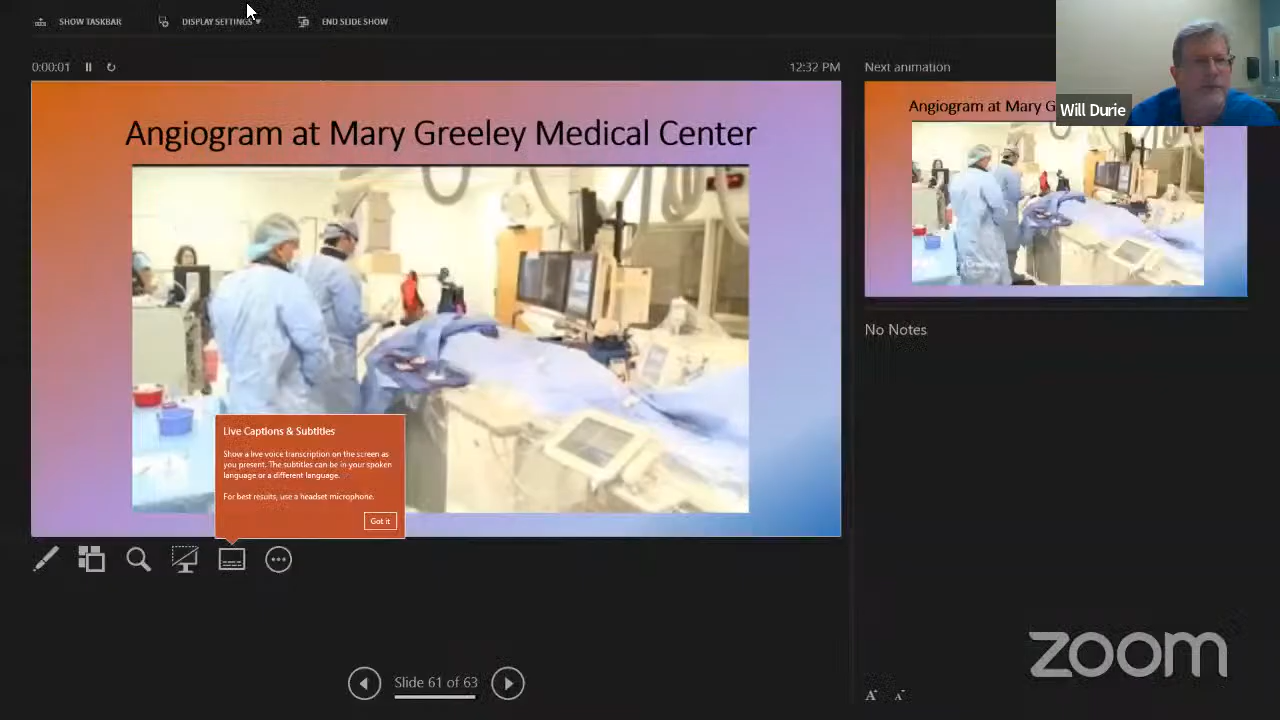 SHOW TASKBAR
DISPLAY SETTINGS
END SLIDE SHOW
0:00:01
12:32 PM
Next animation
Will Durie
Angiogram at Mary Greeley Medical Center
Angiogram at Mary G
No Notes
Live Captions & Subtitles
Show a live voice transcription on the screen as
you present. The subtitles can be in your spoken
language or a different language.
For best results, use a headset microphone.
Got it
Slide 61 of 63
zoom
A
A